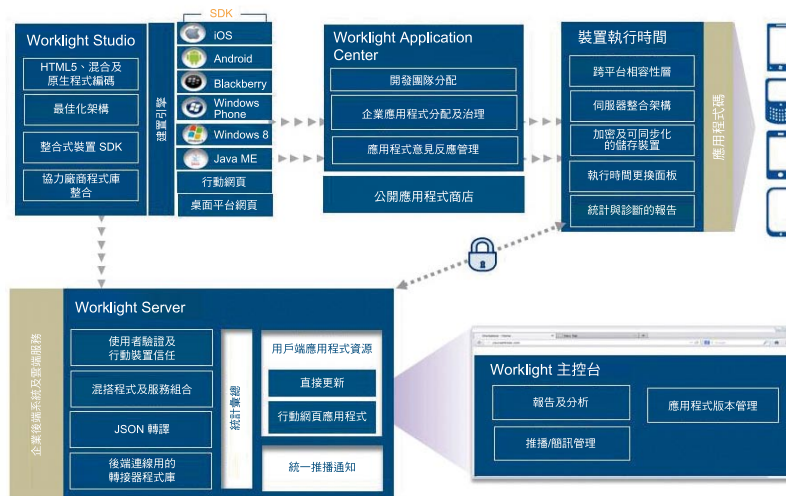 SDK
Worklight Studio
HTML5、混合及
原生程式編碼
最佳化架構
整合式裝置 SDK
協力廠商程式庫
整合
建置引擎
iOS
Android
Blackberry
Windows
Phone
Windows 8
Java ME
行動網頁
桌面平台網頁
Worklight Application
Center
開發團隊分配
企業應用程式分配及治理
應用程式意見反應管理
公開應用程式商店
裝置執行時間
跨平台相容性層
伺服器整合架構
加密及可同步化
的儲存裝置
執行時間更換面板
統計與診斷的報告
應用程式碼
企業後端系統及雲端服務
Worklight Server
使用者驗證及
行動裝置信任
混搭程式及服務組合
JSON 轉譯
後端連線用的
轉接器程式庫
統計彙總
用戶端應用程式資源
直接更新
行動網頁應用程式
統一推播通知
Worklight 主控台
報告及分析
推播/簡訊管理
應用程式版本管理